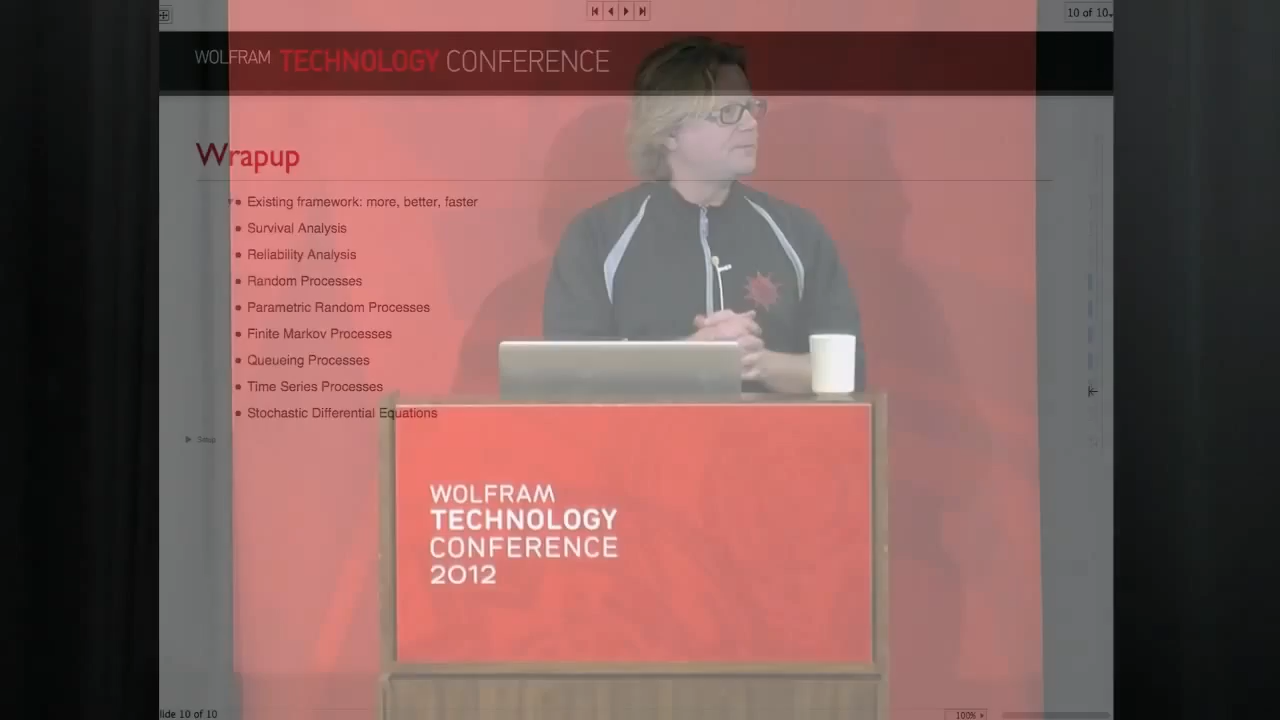 10 of 10
WOLFRAM TECHNOLOGY CONFERENCE
Wrapup
Existing framework: more, better, faster
Survival Analysis
Reliability Analysis
Random Processes
Parametric Random Processes
Finite Markov Processes
Queueing Processes
Time Series Processes
Stochastic Differential Equations
WOLFRAM
TECHNOLOGY
CONFERENCE
2012
lide 10 of 10
100%